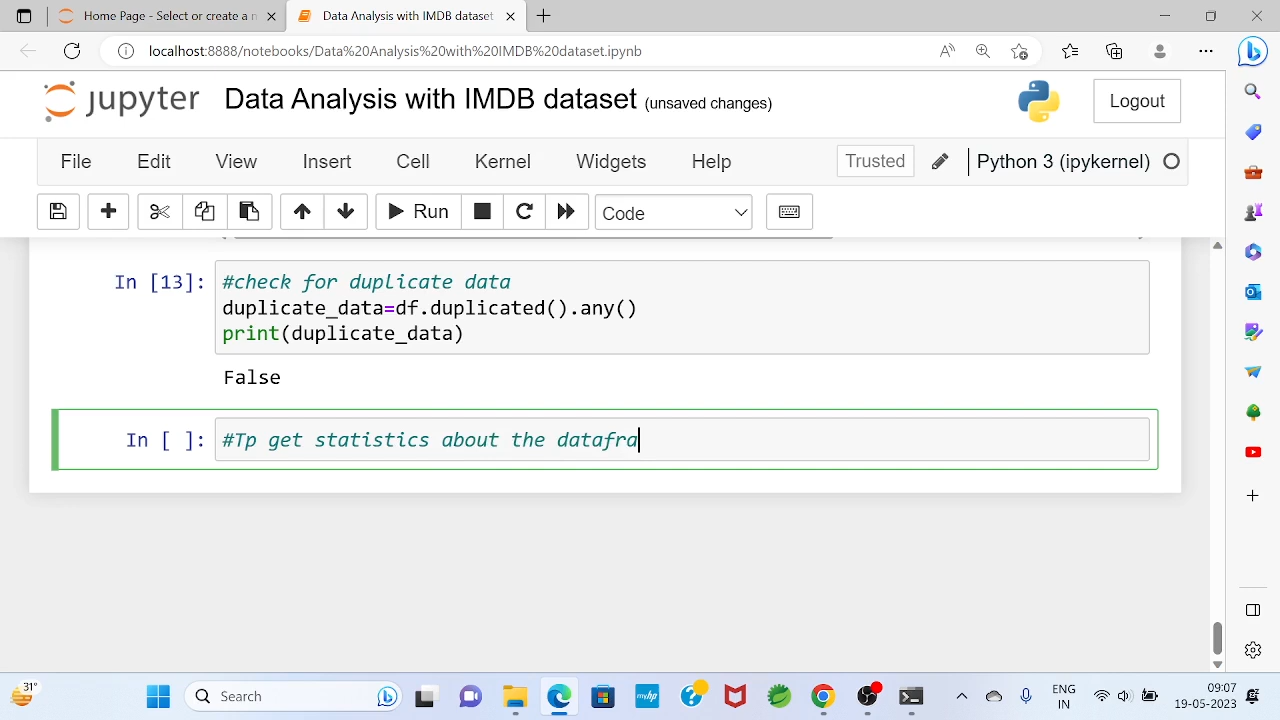 Home Page - Select or create a n
Data Analysis with IMDB dataset
localhost:8888/notebooks/Data%20Analysis%20with%20IMDB%20dataset.ipynb
jupyter Data Analysis with IMDB dataset (unsaved changes)
Logout
File Edit View Insert Cell Kernel Widgets Help
Trusted Python 3 (ipykernel)
Run Code
In [13]: #check for duplicate data
duplicate_data=df.duplicated().any()
print(duplicate_data)
False
In [ ]: #Tp get statistics about the datafra
31°
Search
myhp
ENG
IN
09:07
19-05-2023